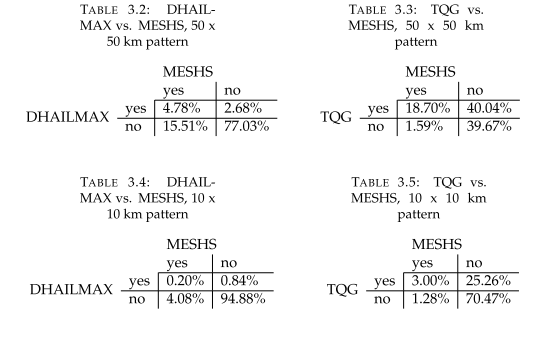 TABLE 3.2: DHAIL-
MAX vs. MESHS, 50 x
50 km pattern
MESHS
yes no
DHAILMAX yes 4.78% 2.68%
no 15.51% 77.03%
TABLE 3.3: TQG vs.
MESHS, 50 x 50 km
pattern
MESHS
yes no
TQG yes 18.70% 40.04%
no 1.59% 39.67%
TABLE 3.4: DHAIL-
MAX vs. MESHS, 10 x
10 km pattern
MESHS
yes no
DHAILMAX yes 0.20% 0.84%
no 4.08% 94.88%
TABLE 3.5: TQG vs.
MESHS, 10 x 10 km
pattern
MESHS
yes no
TQG yes 3.00% 25.26%
no 1.28% 70.47%